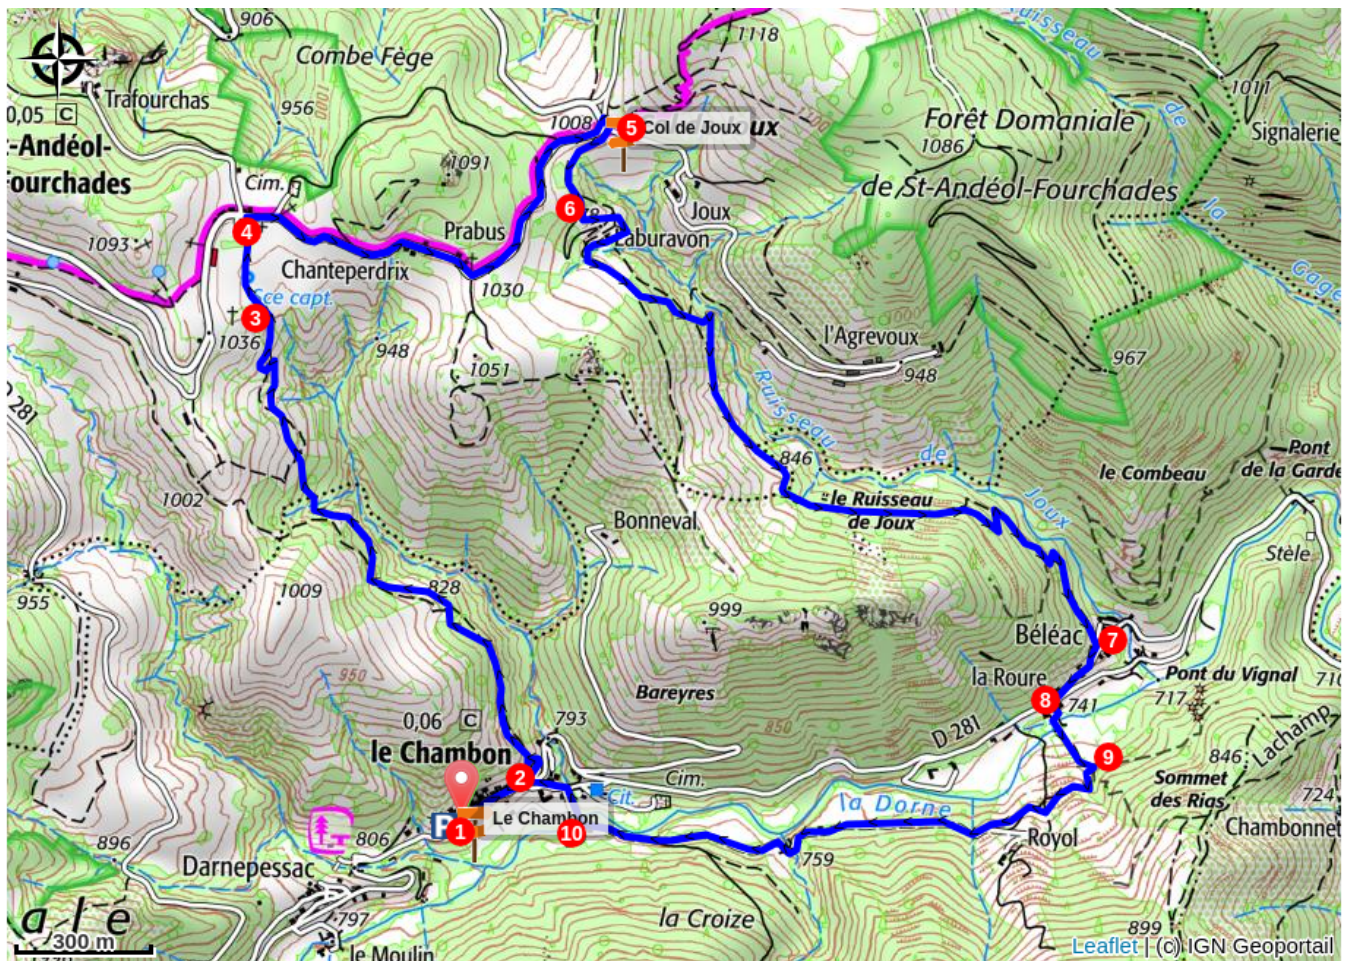 906
1118
Ruisseau
Combe Fège
Trafourchas
956
1000
1011
0,05 C
-Andéol-
ourchades
1008
5
Col de Joux
Forêt Domaniale
1086
de
Signalerie
Cim.
1091
de St-Andéol-Fourchades
6
Joux
la
4
1093
Prabus
Laburavon
Chanteperdrix
1030
Gage
Sce capt.
3
1036
948
l'Agrevoux
967
1051
948
D 281
Ruisseau
846
de
Pont
de la Garde
le Combeau
1002
le Ruisseau
de Joux
Joux
Bonneval
Stèle
955
1009
828
999
Béléac
7
950
la Roure
Pont du Vignal
710
Bareyres
8
741
717
0,06 C
793
850
D 281
le Chambon
9
846
Lachamp
2
Cim.
Sommet
des Rias
Cit.
la Dorne
724
P
1
Le Chambon
10
Royol
Chambonnet
896
806
759
Darnepessac
a l e
797
la Croize
899
300 m
le Moulin
Leaflet | (c) IGN Geoportail